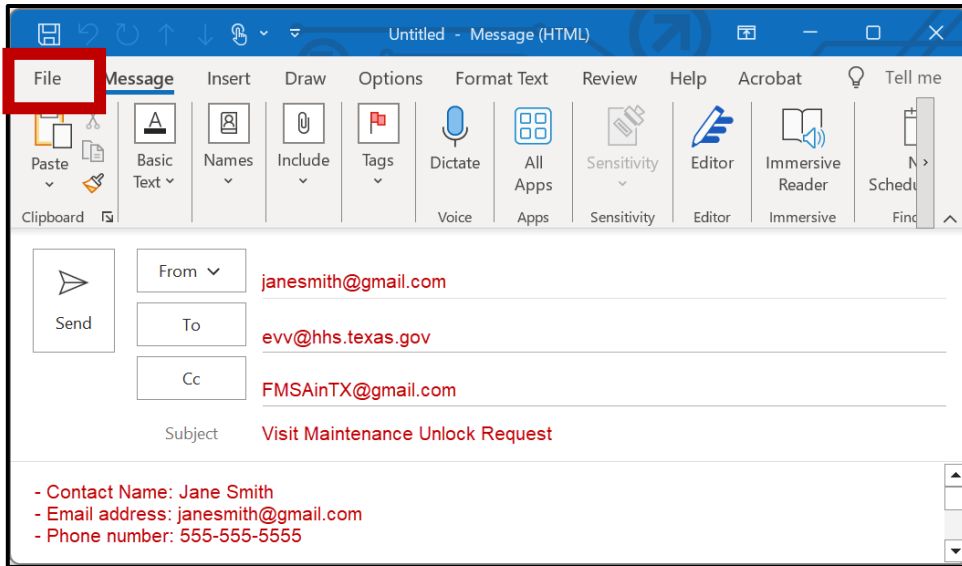 Untitled - Message (HTML)
File Message Insert Draw Options Format Text Review Help Acrobat Tell me
Paste
Basic Text
Names
Include
Tags
Dictate
All Apps
Sensitivity
Editor
Immersive Reader
N
Schedu
Clipboard Voice Apps Sensitivity Editor Immersive Find
From janesmith@gmail.com
Send
To evv@hhs.texas.gov
Cc FMSAinTX@gmail.com
Subject Visit Maintenance Unlock Request
- Contact Name: Jane Smith
- Email address: janesmith@gmail.com
- Phone number: 555-555-5555